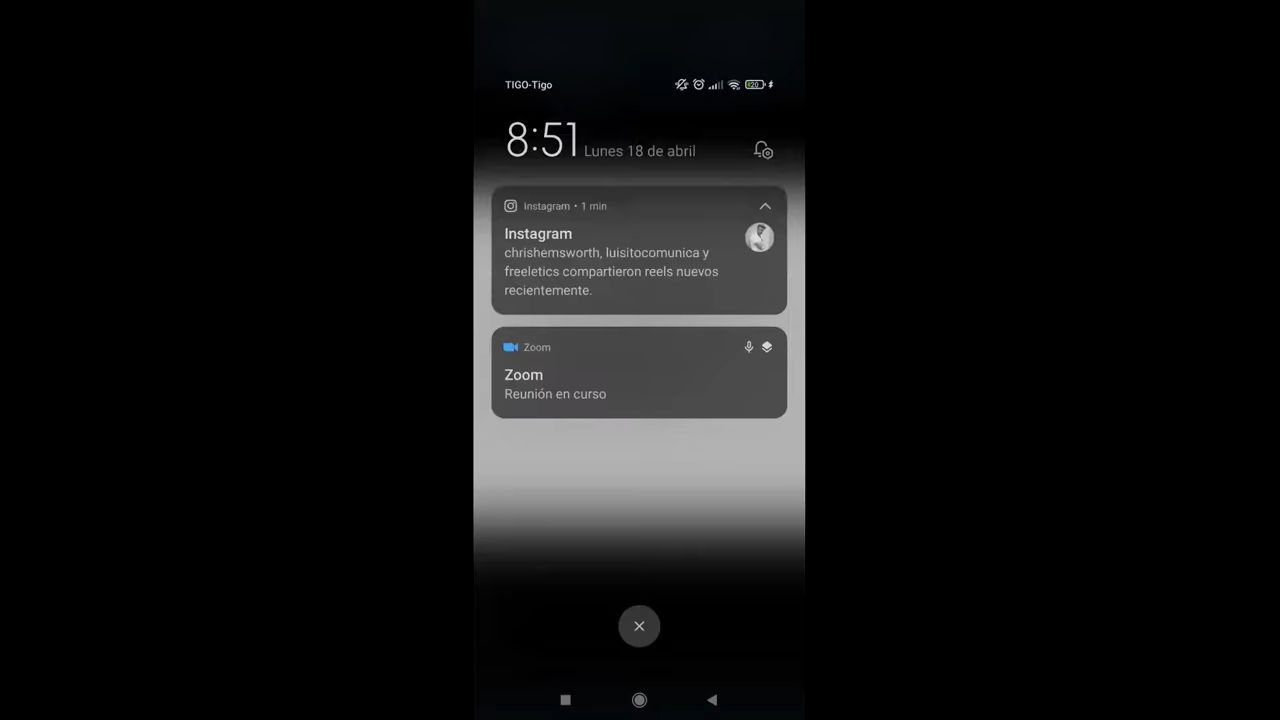 TIGO-Tigo
20
8:51 Lunes 18 de abril
Instagram • 1 min
Instagram
chrishemsworth, luisitocomunica y
freeletics compartieron reels nuevos
recientemente.
Zoom
Zoom
Reunión en curso